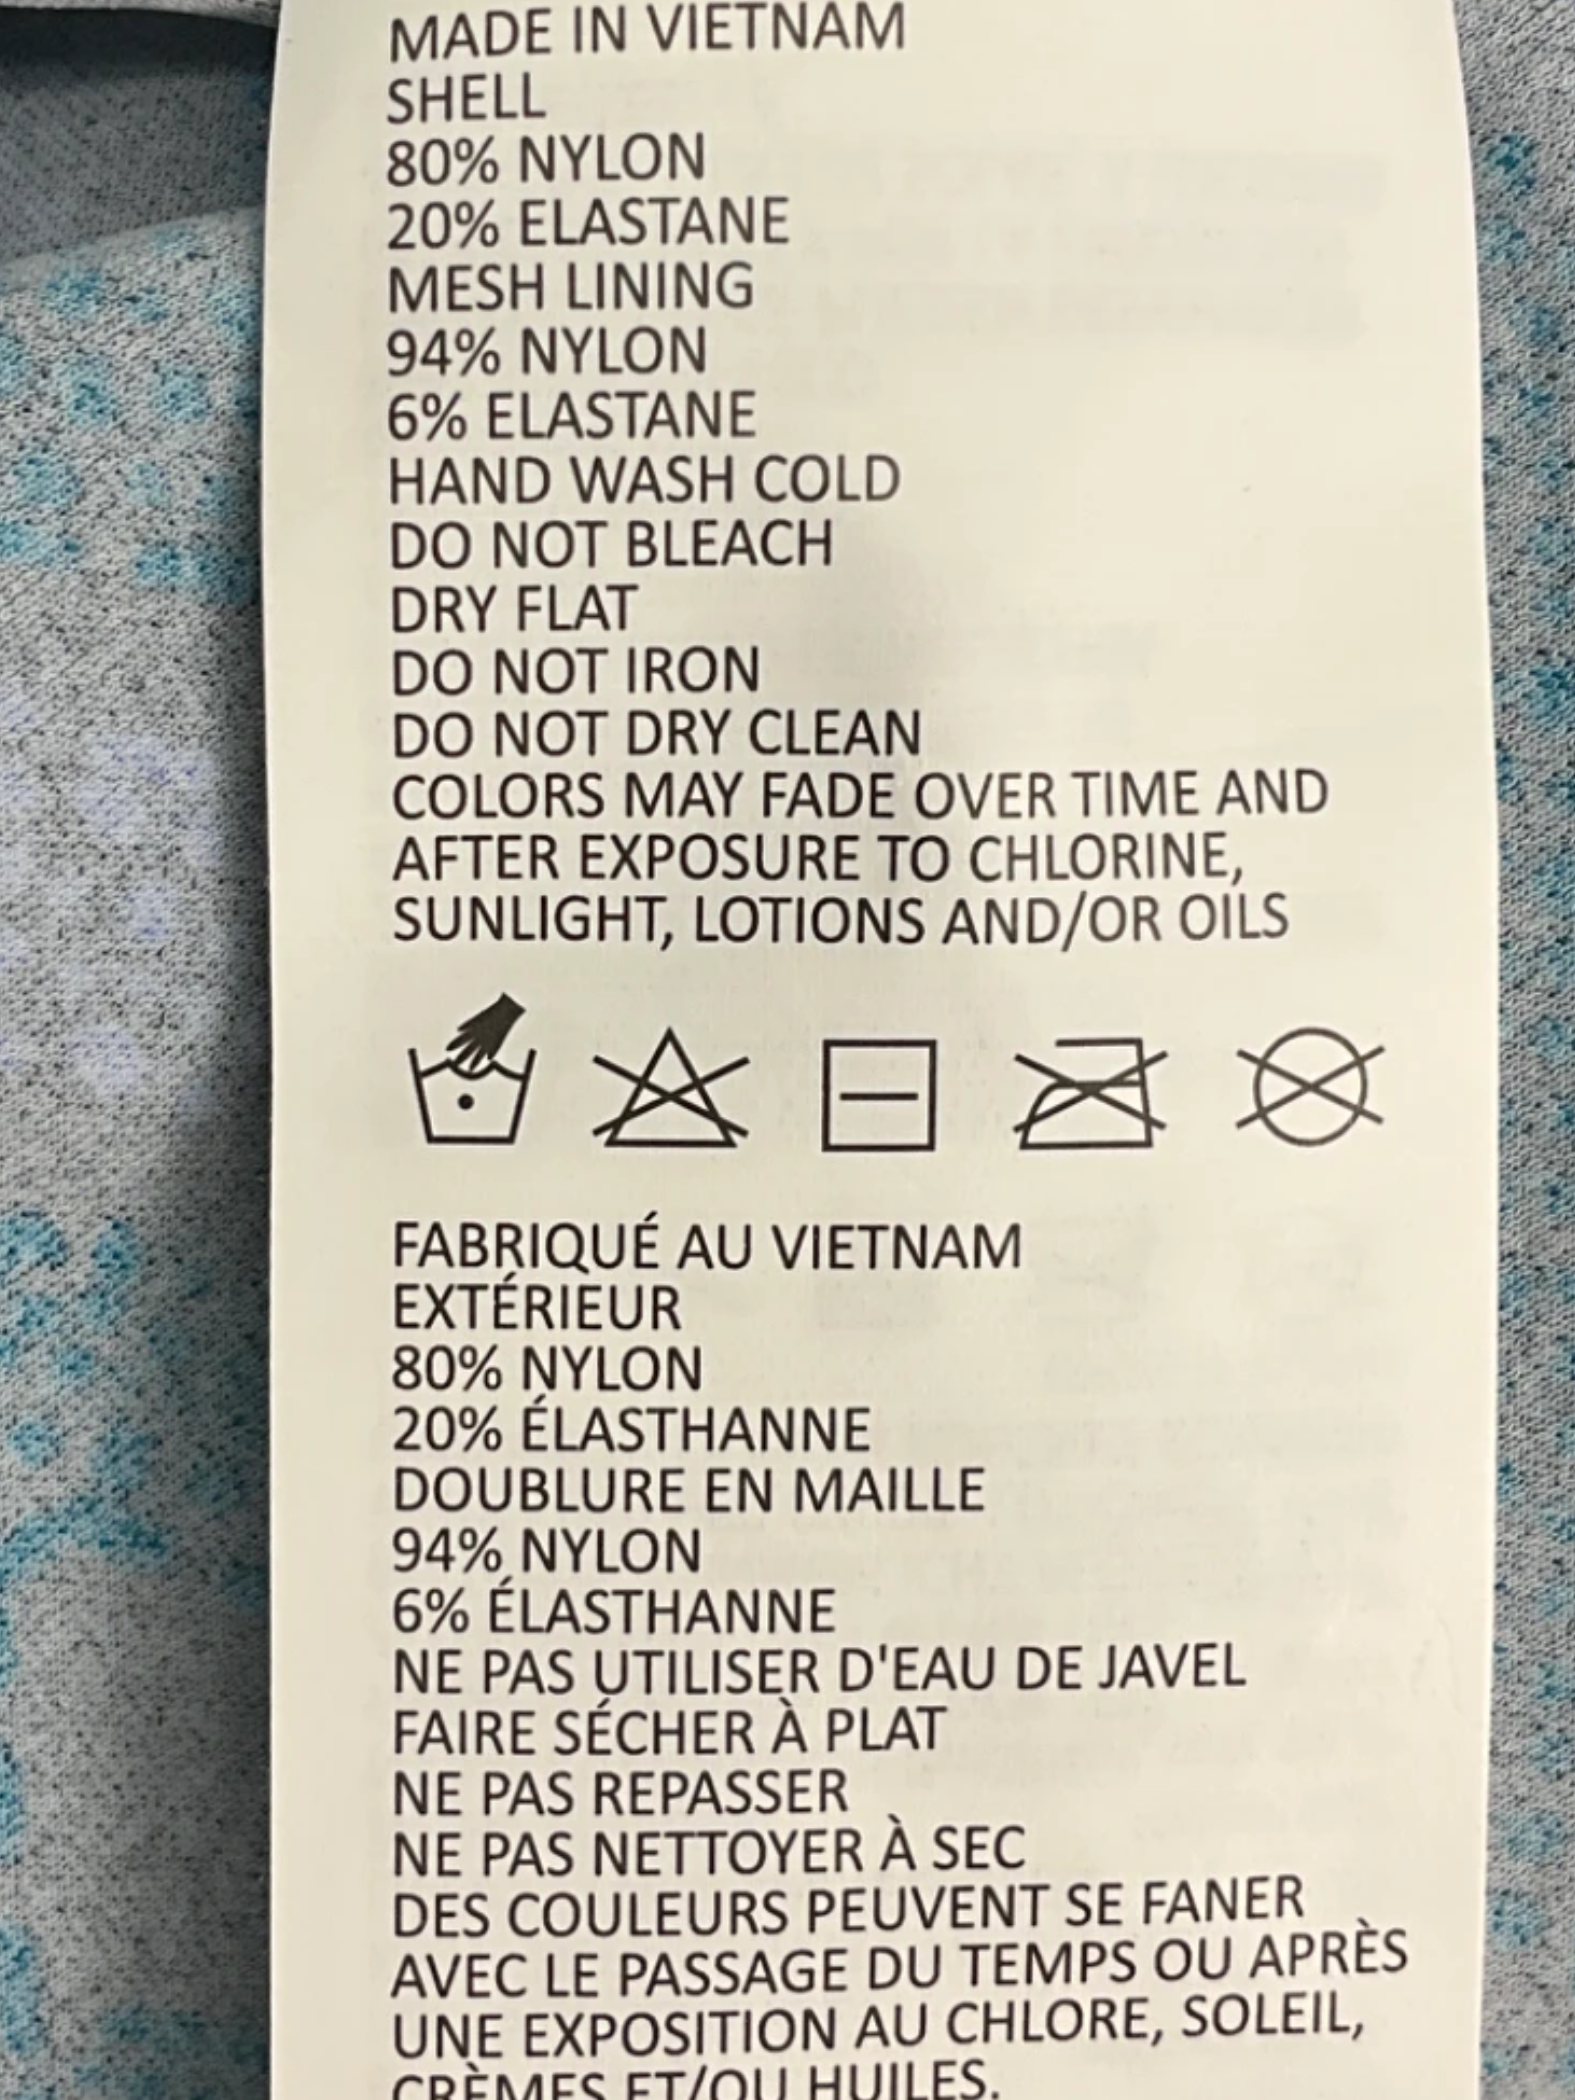 MADE IN VIETNAM
SHELL
80% NYLON
20% ELASTANE
MESH LINING
94% NYLON
6% ELASTANE
HAND WASH COLD
DO NOT BLEACH
DRY FLAT
DO NOT IRON
DO NOT DRY CLEAN
COLORS MAY FADE OVER TIME AND
AFTER EXPOSURE TO CHLORINE,
SUNLIGHT, LOTIONS AND/OR OILS
FABRIQUÉ AU VIETNAM
EXTÉRIEUR
80% NYLON
20% ÉLASTHANNE
DOUBLURE EN MAILLE
94% NYLON
6% ÉLASTHANNE
NE PAS UTILISER D'EAU DE JAVEL
FAIRE SÉCHER À PLAT
NE PAS REPASSER
NE PAS NETTOYER À SEC
DES COULEURS PEUVENT SE FANER
AVEC LE PASSAGE DU TEMPS OU APRÈS
UNE EXPOSITION AU CHLORE, SOLEIL,
CRÈMES ET/OU HUILES.